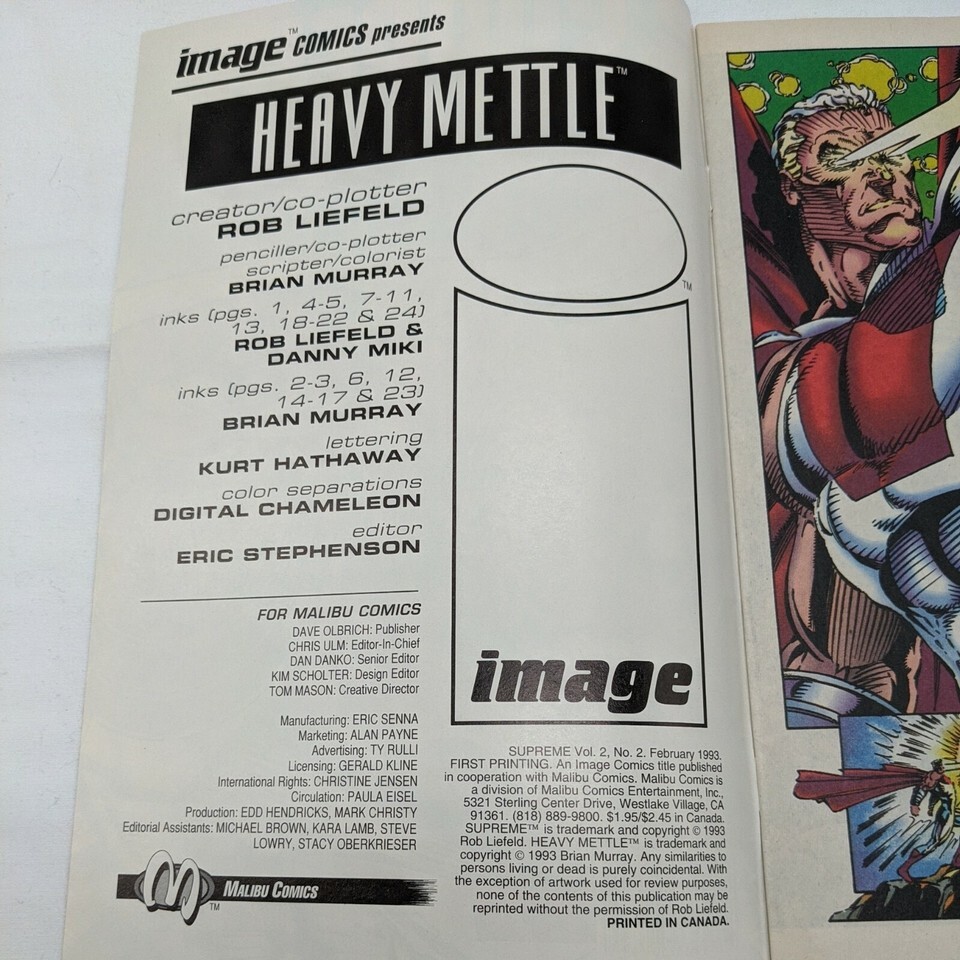 image™ COMICS presents
HEAVY METTLE™
creator/co-plotter
ROB LIEFELD
penciller/co-plotter
scripter/colorist
BRIAN MURRAY
inks (pgs. 1, 4-5, 7-11,
13, 18-22 & 24)
ROB LIEFELD &
DANNY MIKI
inks (pgs. 2-3, 6, 12,
14-17 & 23)
BRIAN MURRAY
lettering
KURT HATHAWAY
color separations
DIGITAL CHAMELEON
editor
ERIC STEPHENSON
FOR MALIBU COMICS
DAVE OLBRICH: Publisher
CHRIS ULM: Editor-In-Chief
DAN DANKO: Senior Editor
KIM SCHOLTER: Design Editor
TOM MASON: Creative Director
Manufacturing: ERIC SENNA
Marketing: ALAN PAYNE
Advertising: TY RULLI
Licensing: GERALD KLINE
International Rights: CHRISTINE JENSEN
Circulation: PAULA EISEL
Production: EDD HENDRICKS, MARK CHRISTY
Editorial Assistants: MICHAEL BROWN, KARA LAMB, STEVE
LOWRY, STACY OBERKRIESER
M™ MALIBU COMICS
TM
image
SUPREME Vol. 2, No. 2. February 1993.
FIRST PRINTING. An Image Comics title published
in cooperation with Malibu Comics. Malibu Comics is
a division of Malibu Comics Entertainment, Inc.,
5321 Sterling Center Drive, Westlake Village, CA
91361. (818) 889-9800. $1.95/$2.45 in Canada.
SUPREME™ is trademark and copyright © 1993
Rob Liefeld. HEAVY METTLE™ is trademark and
copyright © 1993 Brian Murray. Any similarities to
persons living or dead is purely coincidental. With
the exception of artwork used for review purposes,
none of the contents of this publication may be
reprinted without the permission of Rob Liefeld.
PRINTED IN CANADA.